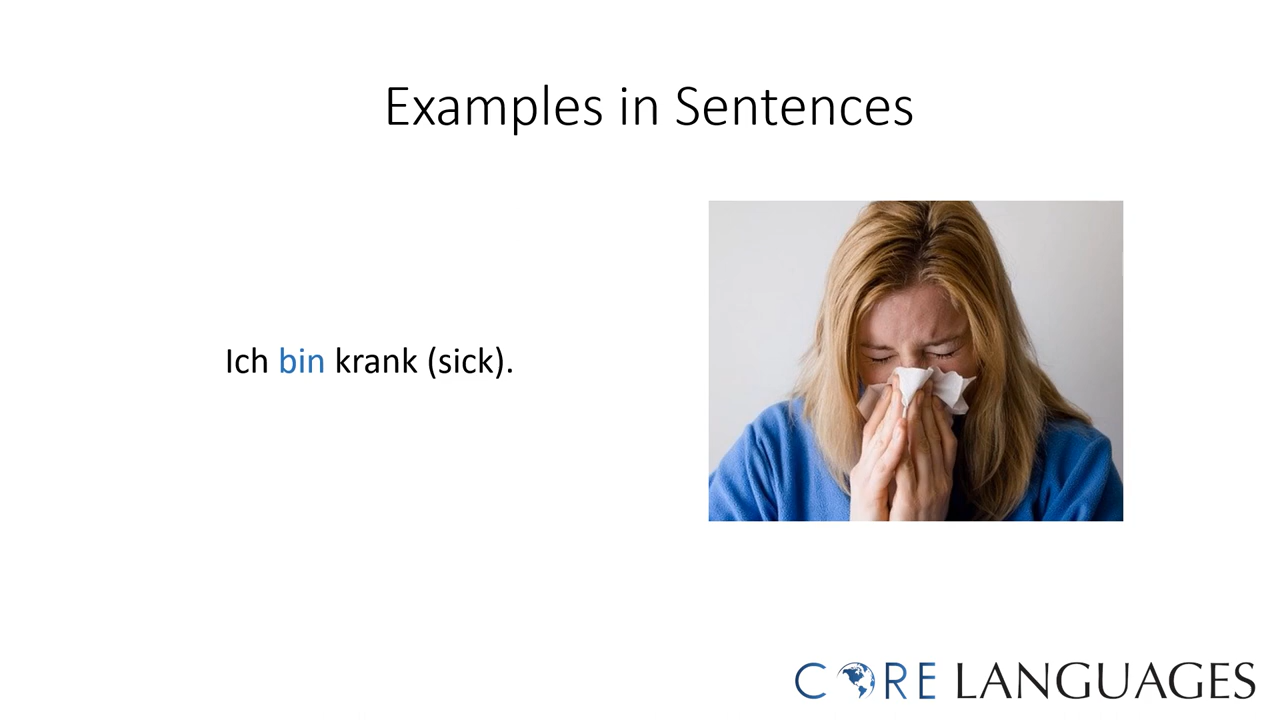 Examples in Sentences
Ich bin krank (sick).
CORE LANGUAGES